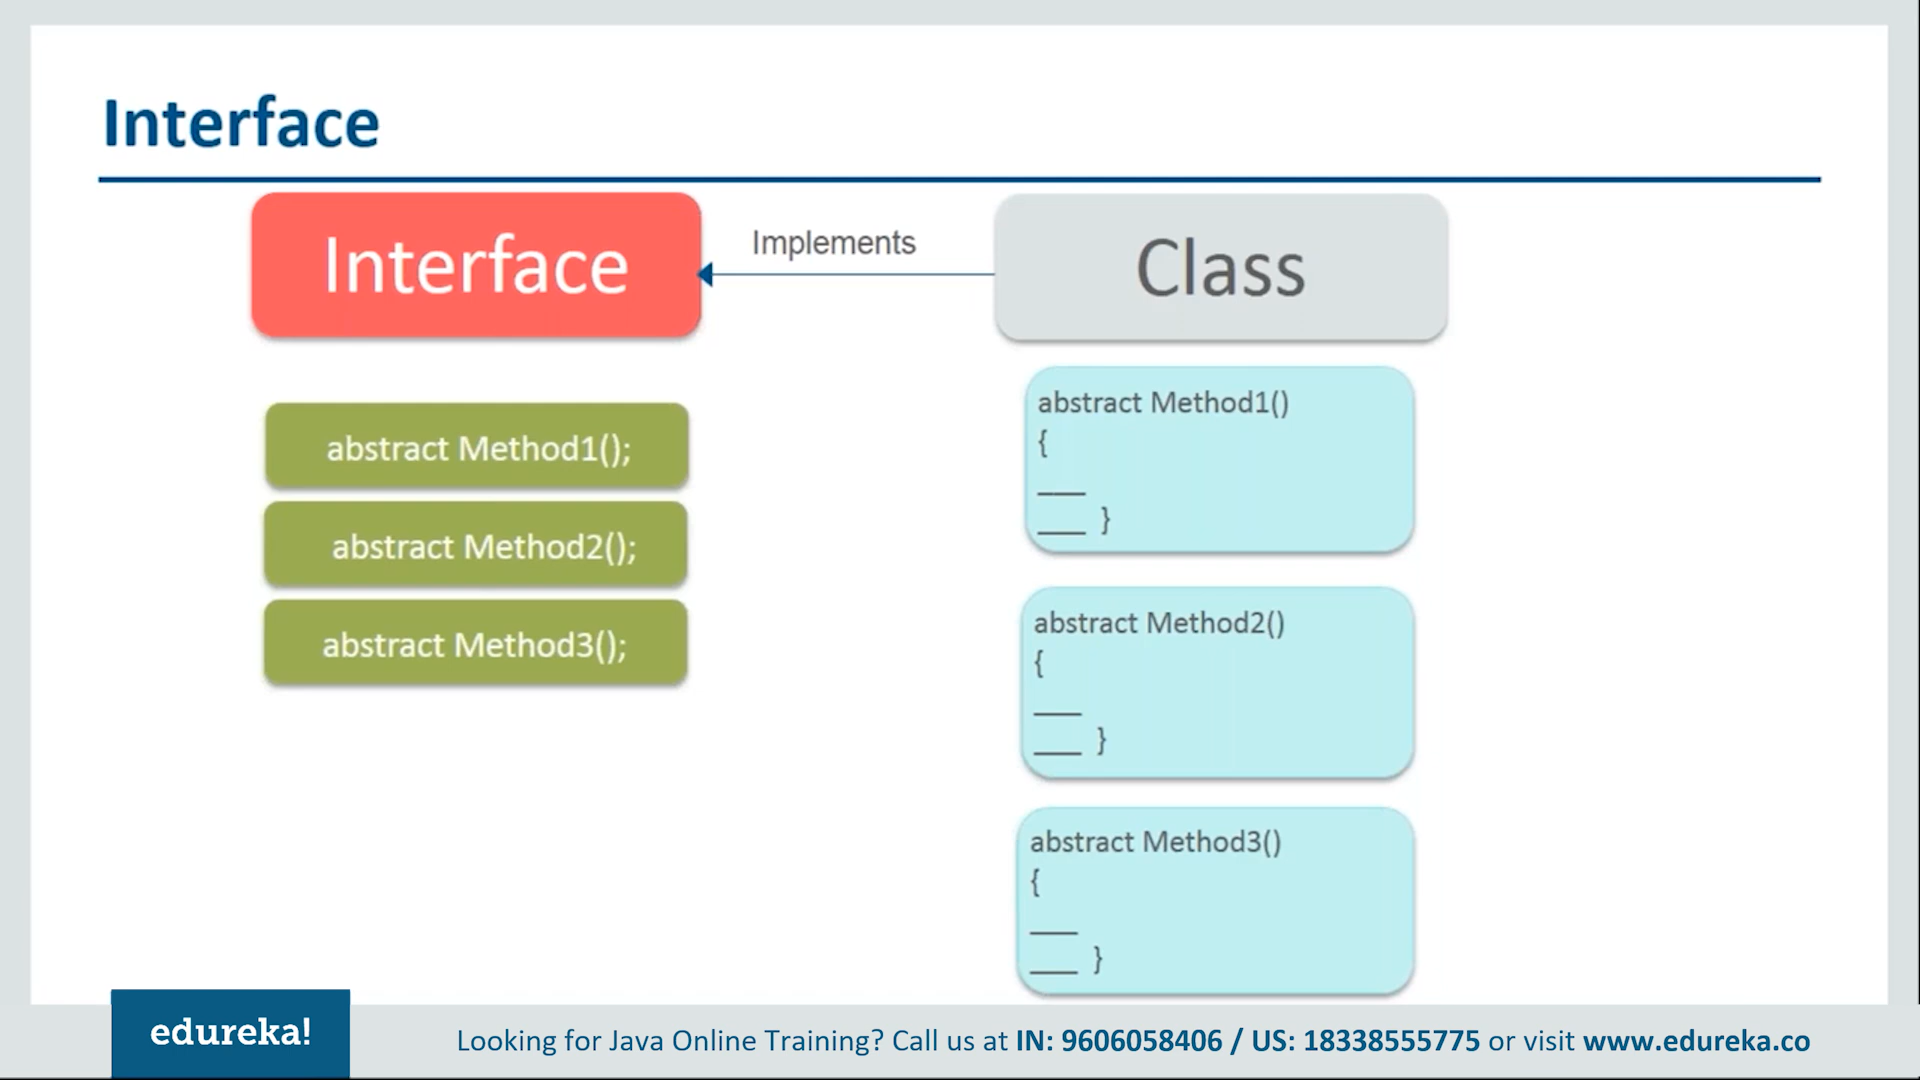 Interface
Interface
Implements
Class
abstract Method1();
abstract Method2();
abstract Method3();
abstract Method1()
{
___
___ }
abstract Method2()
{
___
___ }
abstract Method3()
{
___
___ }
edureka!
Looking for Java Online Training? Call us at IN: 9606058406 / US: 18338555775 or visit www.edureka.co